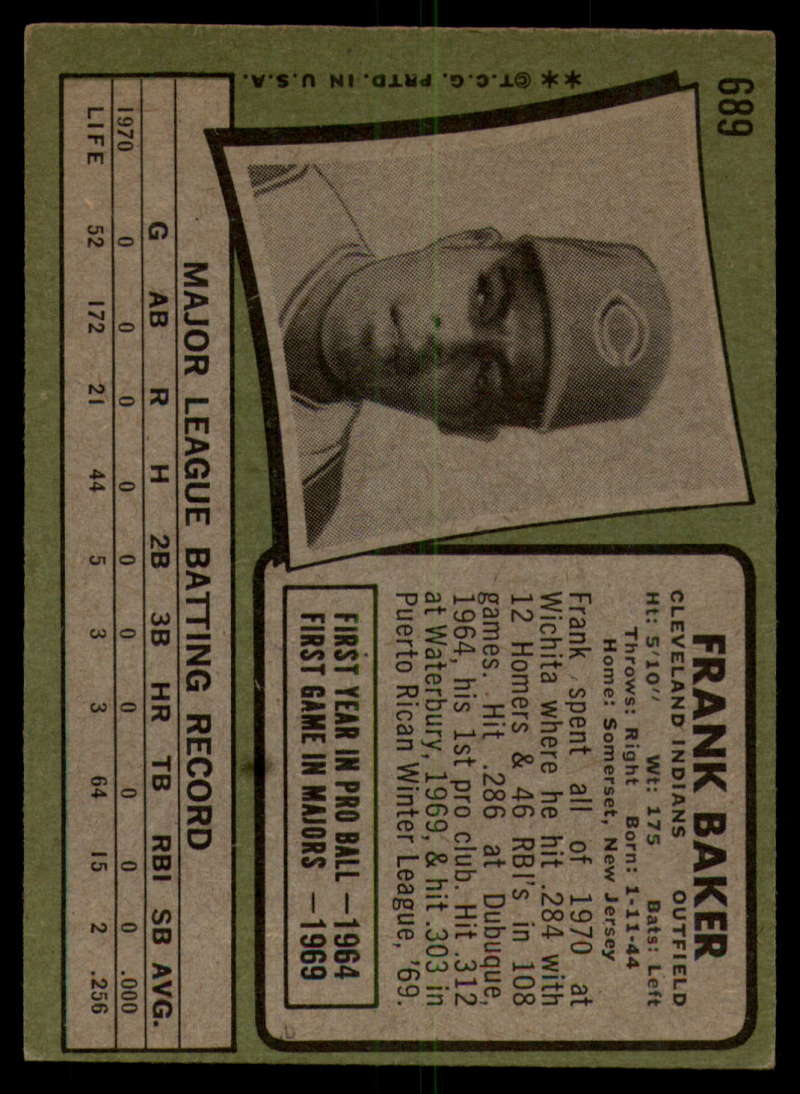 689
FRANK BAKER
CLEVELAND INDIANS OUTFIELD
Ht: 5'10" Wt: 175 Bats: Left
Throws: Right Born: 1-11-44
Home: Somerset, New Jersey
Frank spent all of 1970 at
Wichita where he hit .284 with
12 Homers & 46 RBI's in 108
games. Hit .286 at Dubuque,
1964, his 1st pro club. Hit .312
at Waterbury, 1969, & hit .303 in
Puerto Rican Winter League, '69.
FIRST YEAR IN PRO BALL —1964
FIRST GAME IN MAJORS —1969
C
MAJOR LEAGUE BATTING RECORD
G AB R H 2B 3B HR TB RBI SB AVG.
1970 0 0 0 0 0 0 0 0 0 0 .000
LIFE 52 172 21 44 5 3 3 64 15 2 .256
**©T.C.G. PRTD. IN U.S.A.